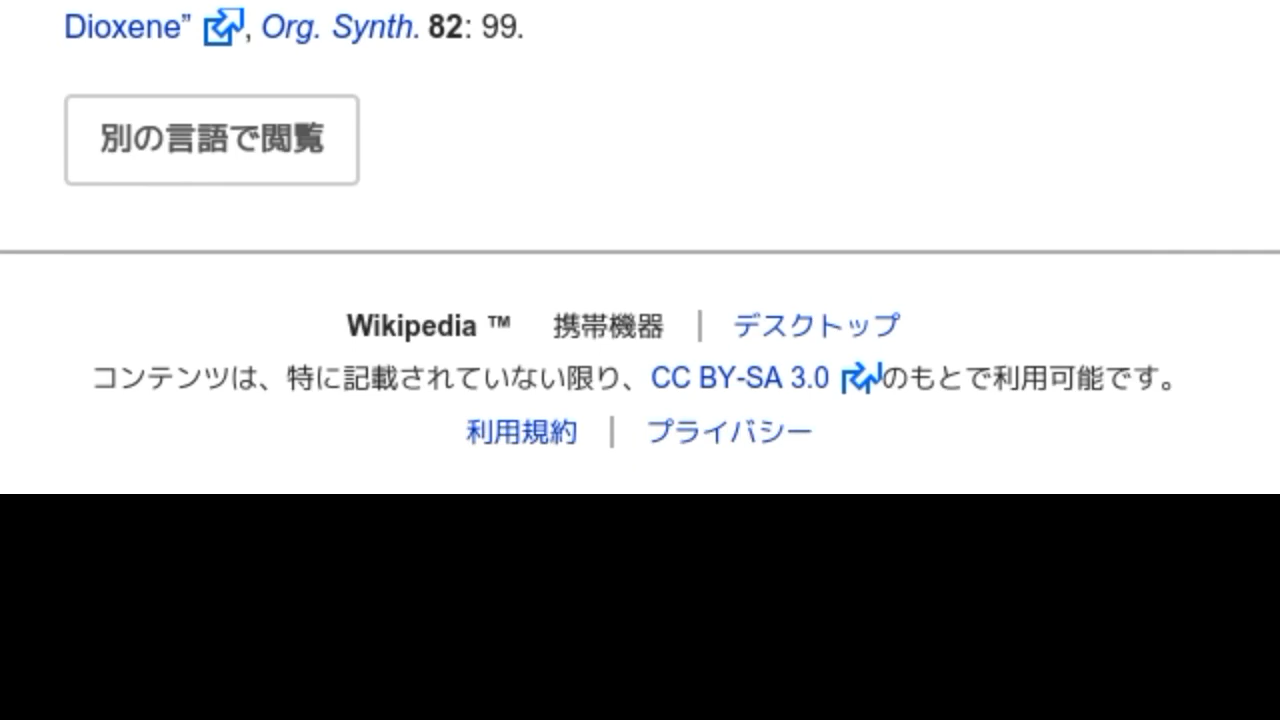 Dioxene”, Org. Synth. 82: 99.
別の言語で閲覧
Wikipedia ™ 携帯機器 | デスクトップ
コンテンツは、特に記載されていない限り、CC BY-SA 3.0 のもとで利用可能です。
利用規約 | プライバシー